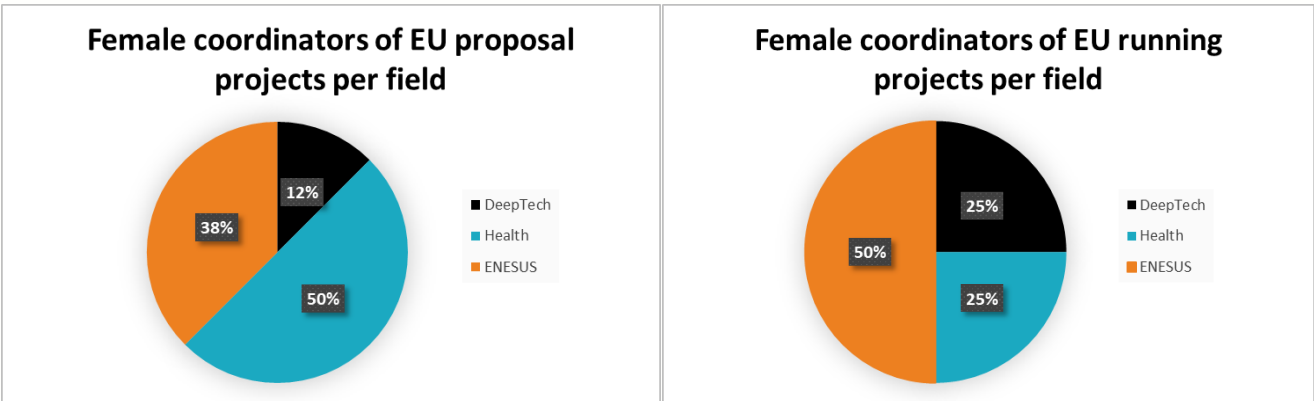 Female coordinators of EU proposal
projects per field
12%
38%
50%
DeepTech
Health
ENESUS
Female coordinators of EU running
projects per field
25%
50%
25%
DeepTech
Health
ENESUS